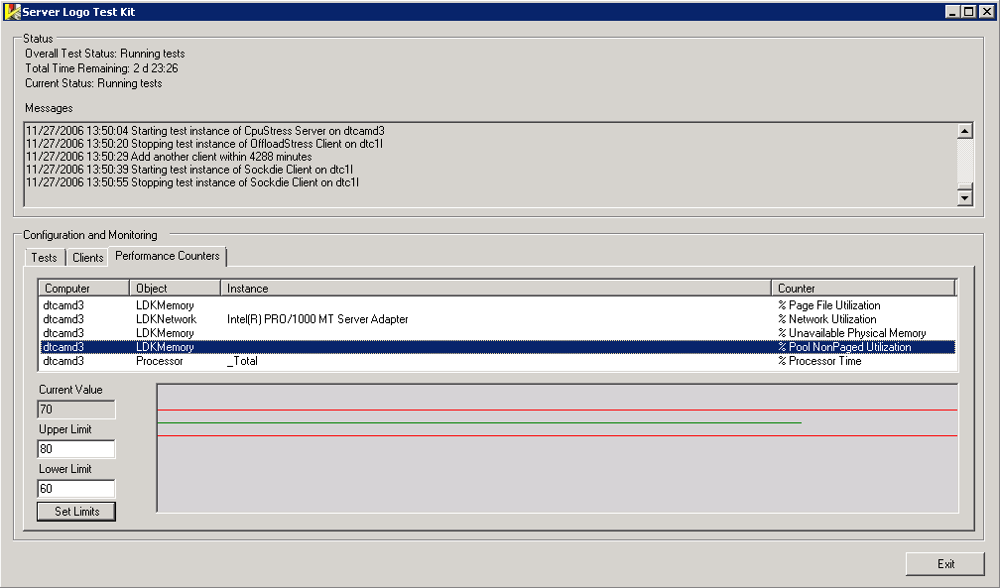 Server Logo Test Kit
Status
Overall Test Status: Running tests
Total Time Remaining: 2 d 23:26
Current Status: Running tests
Messages
11/27/2006 13:50:04 Starting test instance of CpuStress Server on dtcamd3
11/27/2006 13:50:20 Stopping test instance of OffloadStress Client on dtc1l
11/27/2006 13:50:29 Add another client within 4288 minutes
11/27/2006 13:50:39 Starting test instance of Sockdie Client on dtc1l
11/27/2006 13:50:55 Stopping test instance of Sockdie Client on dtc1l
Configuration and Monitoring
Tests Clients Performance Counters
Computer Object Instance Counter
dtcamd3 LDKMemory % Page File Utilization
dtcamd3 LDKNetwork Intel(R) PRO/1000 MT Server Adapter % Network Utilization
dtcamd3 LDKMemory % Unavailable Physical Memory
dtcamd3 LDKMemory % Pool NonPaged Utilization
dtcamd3 Processor _Total % Processor Time
Current Value
70
Upper Limit
80
Lower Limit
60
Set Limits
Exit